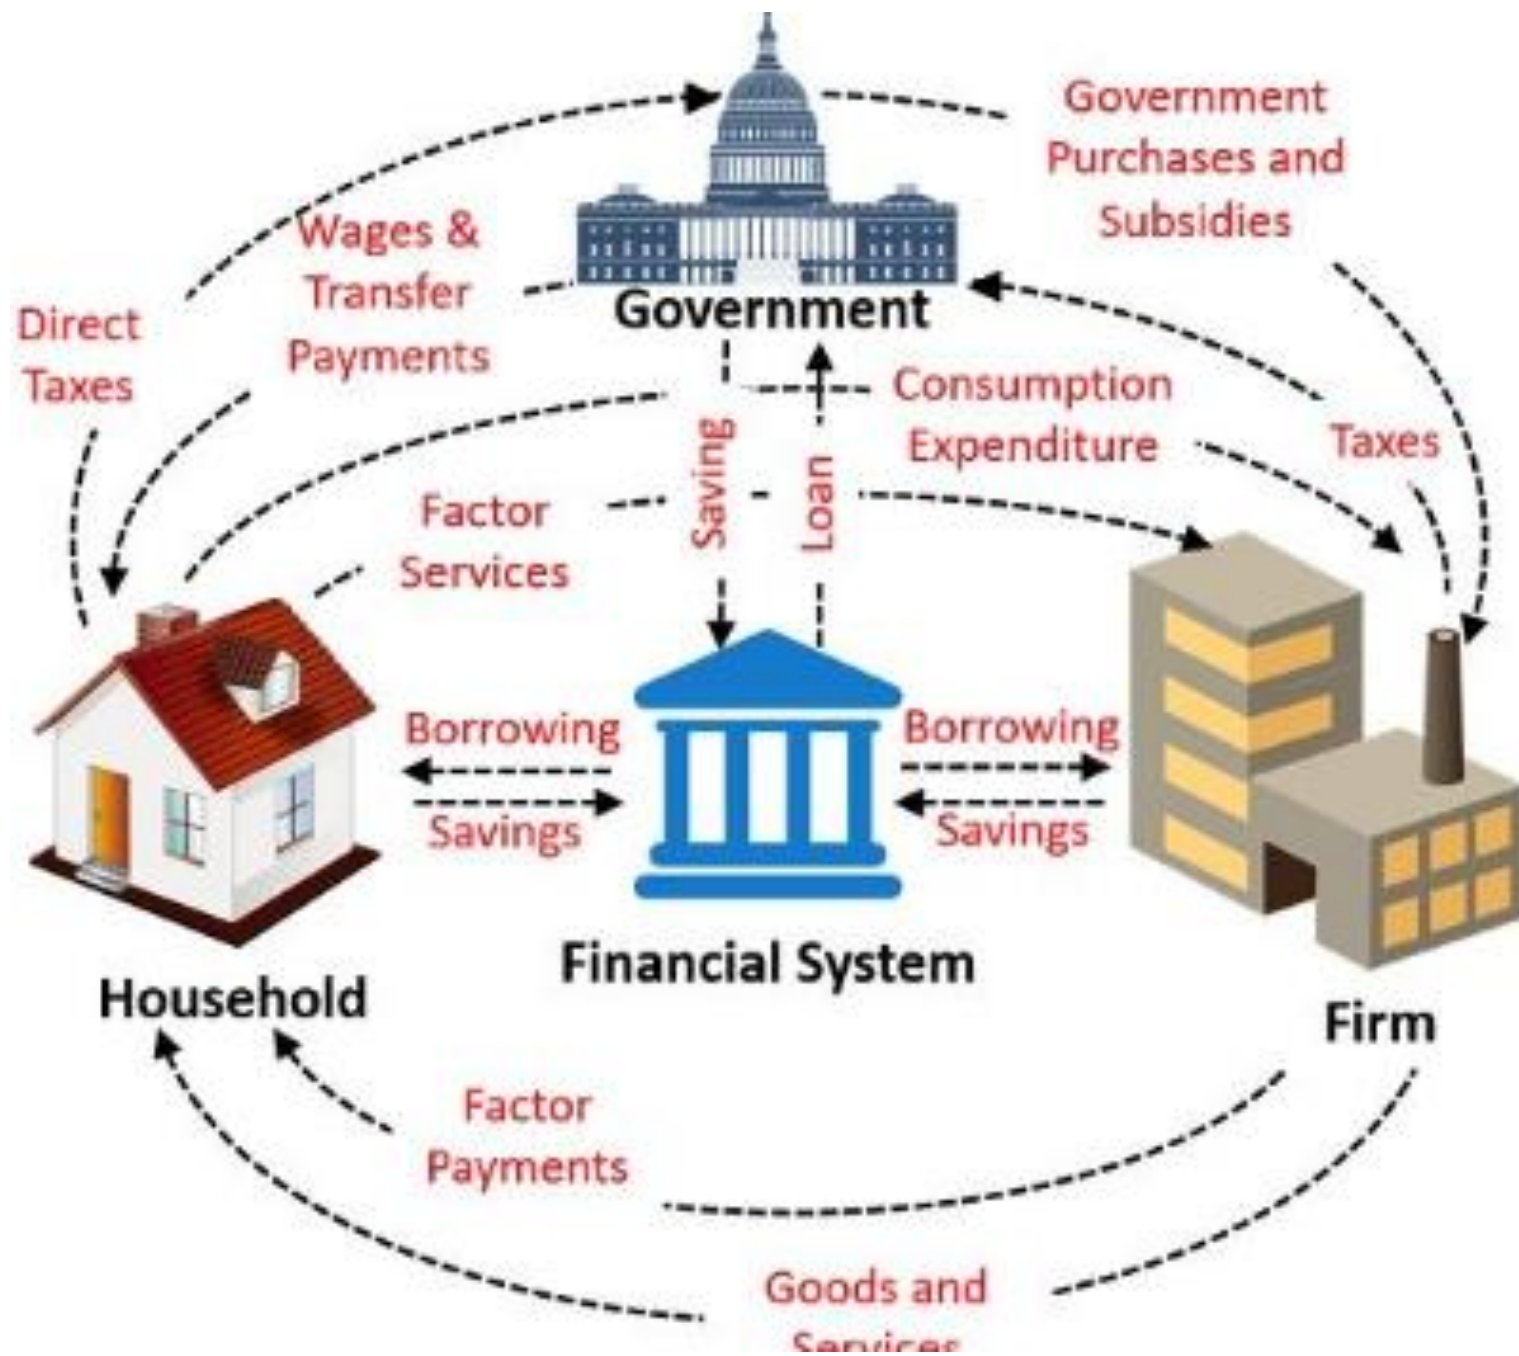 Government
Purchases and
Subsidies
Wages &
Transfer
Payments
Direct
Taxes
Government
Consumption
Expenditure
Taxes
Saving
Loan
Factor
Services
Borrowing
Savings
Borrowing
Savings
Financial System
Household
Firm
Factor
Payments
Goods and
Services